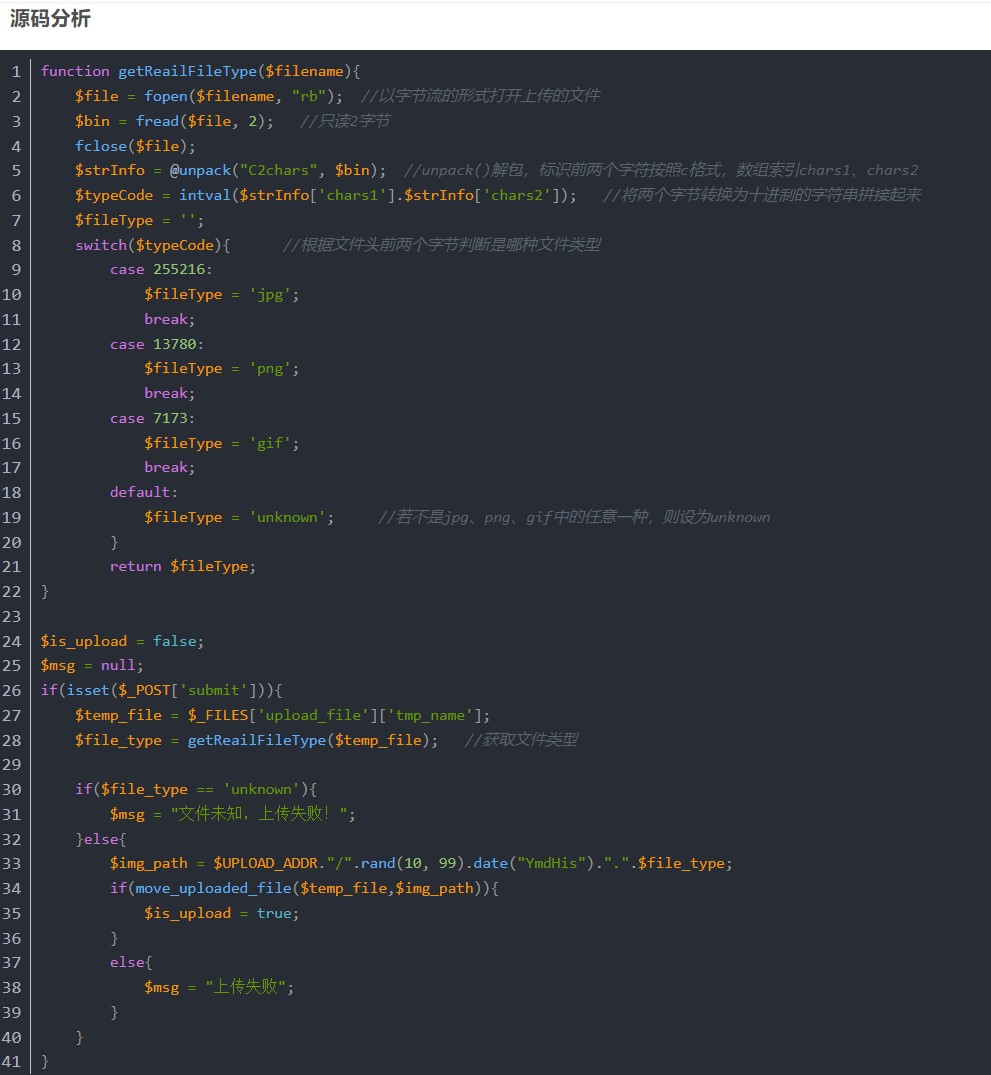 源码分析
1 function getReailFileType($filename){
2     $file = fopen($filename, "rb");  //以字节流的形式打开上传的文件
3     $bin = fread($file, 2);   //只读2字节
4     fclose($file);
5     $strInfo = @unpack("C2chars", $bin);  //unpack()解包，标识前两个字符按照c格式，数组索引chars1、chars2
6     $typeCode = intval($strInfo['chars1'].$strInfo['chars2']);   //将两个字节转换为十进制的字符串拼接起来
7     $fileType = '';
8     switch($typeCode){      //根据文件头前两个字节判断是哪种文件类型
9         case 255216:
10             $fileType = 'jpg';
11             break;
12         case 13780:
13             $fileType = 'png';
14             break;
15         case 7173:
16             $fileType = 'gif';
17             break;
18         default:
19             $fileType = 'unknown';     //若不是jpg、png、gif中的任意一种，则设为unknown
20         }
21         return $fileType;
22 }
23
24 $is_upload = false;
25 $msg = null;
26 if(isset($_POST['submit'])){
27     $temp_file = $_FILES['upload_file']['tmp_name'];
28     $file_type = getReailFileType($temp_file);   //获取文件类型
29
30     if($file_type == 'unknown'){
31         $msg = "文件未知，上传失败！";
32     }else{
33         $img_path = $UPLOAD_ADDR."/".rand(10, 99).date("YmdHis").".".$file_type;
34         if(move_uploaded_file($temp_file,$img_path)){
35             $is_upload = true;
36         }
37         else{
38             $msg = "上传失败";
39         }
40     }
41 }